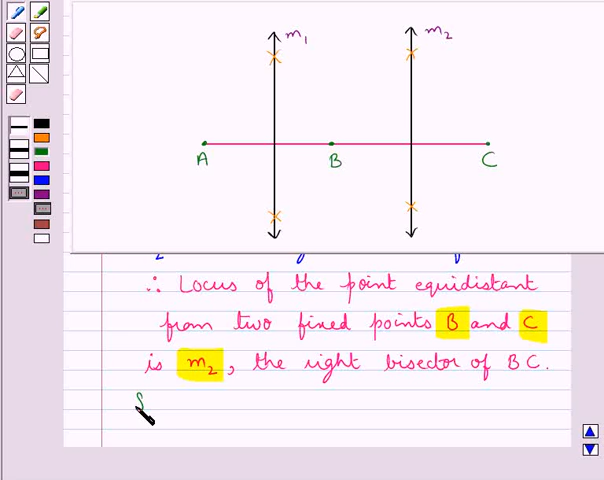 m₁ m₂
A B C
∴ Locus of the point equidistant
from two fixed points B and C
is m₂, the right bisector of BC.